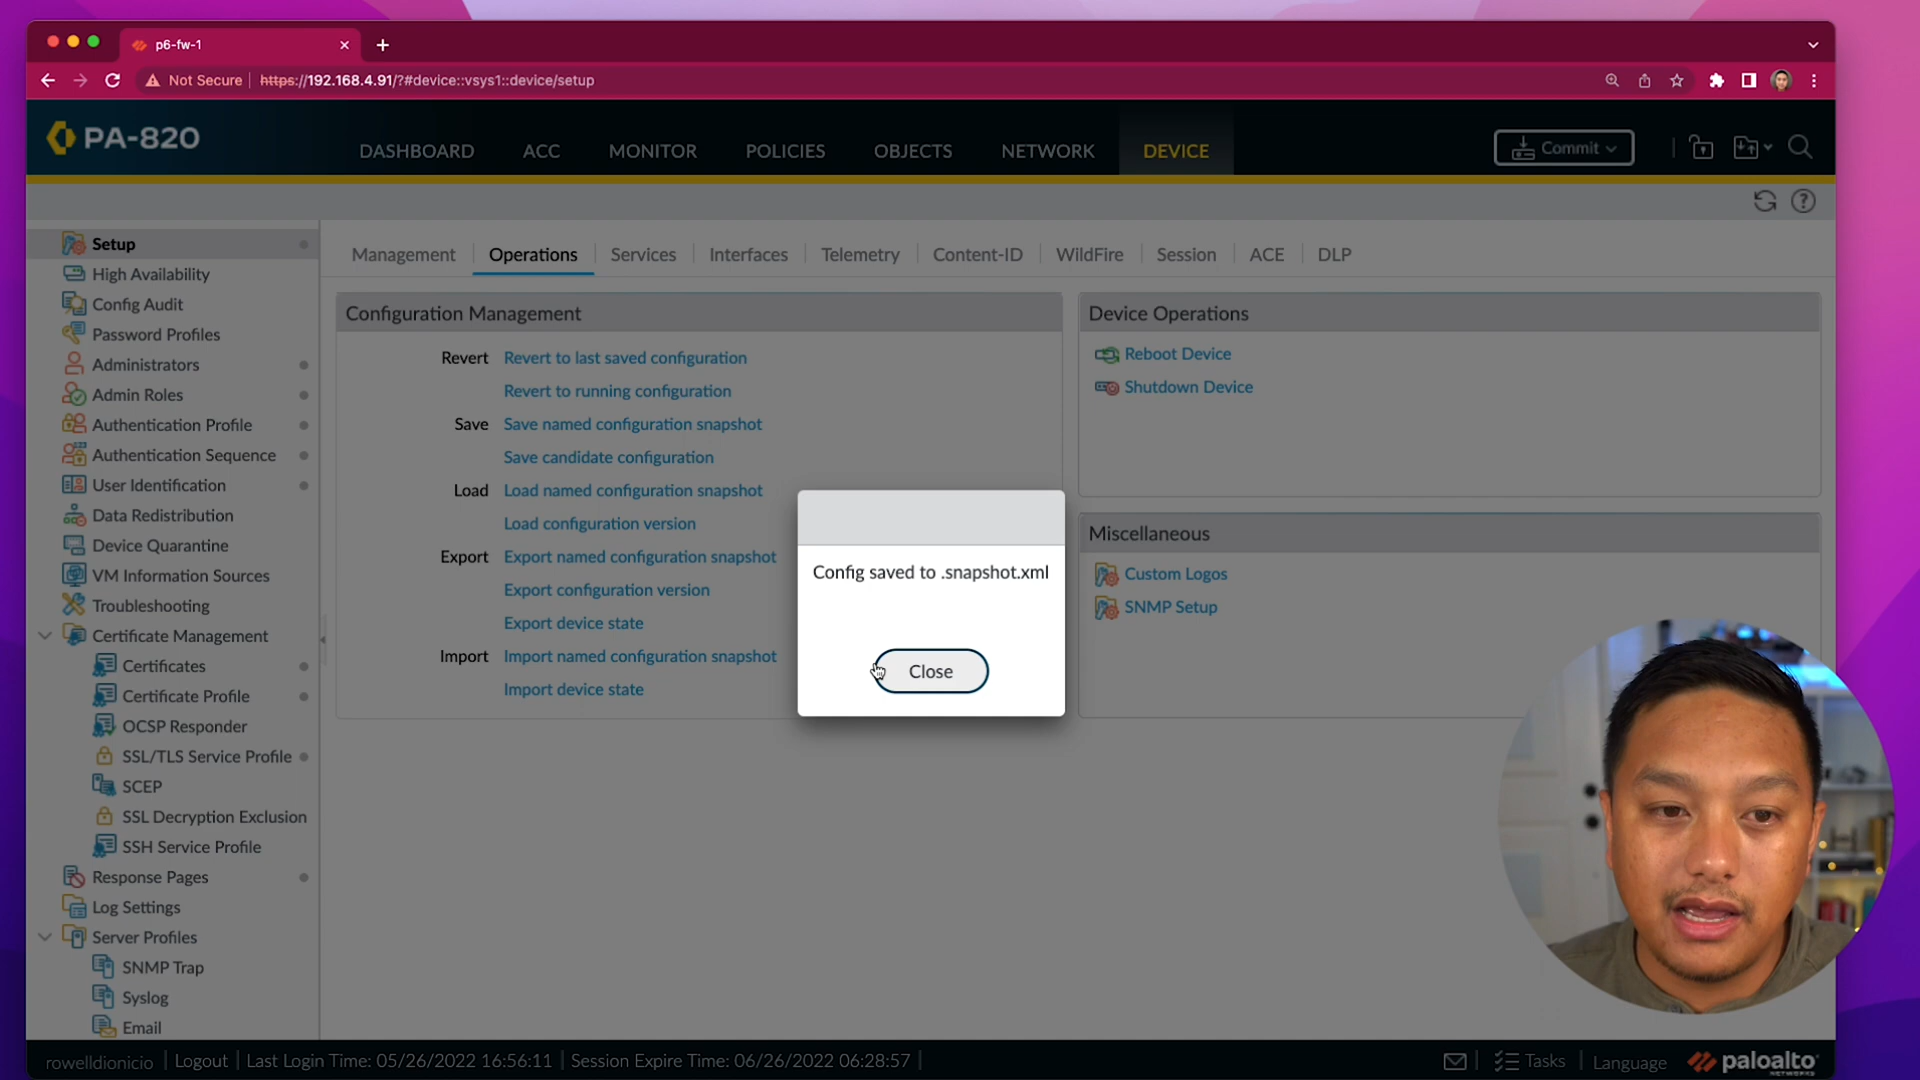 p6-fw-1
Not Secure https://192.168.4.91/?#device::vsys1::device/setup
PA-820
DASHBOARD ACC MONITOR POLICIES OBJECTS NETWORK DEVICE
Commit
Setup
High Availability
Config Audit
Password Profiles
Administrators
Admin Roles
Authentication Profile
Authentication Sequence
User Identification
Data Redistribution
Device Quarantine
VM Information Sources
Troubleshooting
Certificate Management
Certificates
Certificate Profile
OCSP Responder
SSL/TLS Service Profile
SCEP
SSL Decryption Exclusion
SSH Service Profile
Response Pages
Log Settings
Server Profiles
SNMP Trap
Syslog
Email
Management Operations Services Interfaces Telemetry Content-ID WildFire Session ACE DLP
Configuration Management
Revert Revert to last saved configuration
Revert to running configuration
Save Save named configuration snapshot
Save candidate configuration
Load Load named configuration snapshot
Load configuration version
Export Export named configuration snapshot
Export configuration version
Export device state
Import Import named configuration snapshot
Import device state
Device Operations
Reboot Device
Shutdown Device
Miscellaneous
Custom Logos
SNMP Setup
Config saved to .snapshot.xml
Close
rowelldionicio Logout Last Login Time: 05/26/2022 16:56:11 Session Expire Time: 06/26/2022 06:28:57
Tasks Language paloalto
NETWORKS